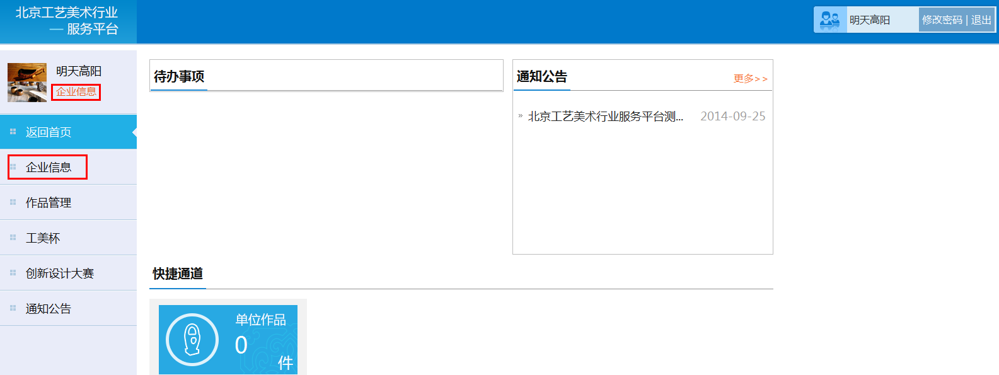 北京工艺美术行业
— 服务平台
明天高阳
修改密码 | 退出
明天高阳
企业信息
返回首页
企业信息
作品管理
工美杯
创新设计大赛
通知公告
待办事项
通知公告
更多>>
» 北京工艺美术行业服务平台测... 2014-09-25
快捷通道
单位作品
0
件